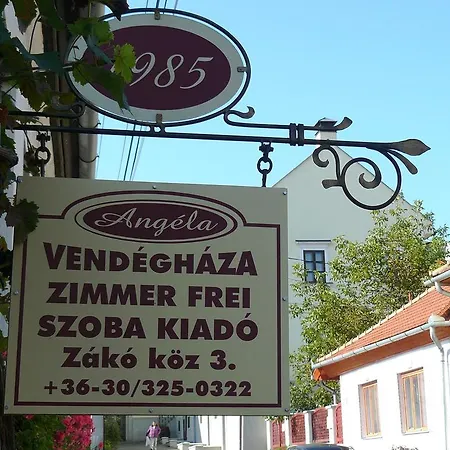 985
Angéla
VENDÉGHÁZA
ZIMMER FREI
SZOBA KIADÓ
Zákó köz 3.
+36-30/325-0322